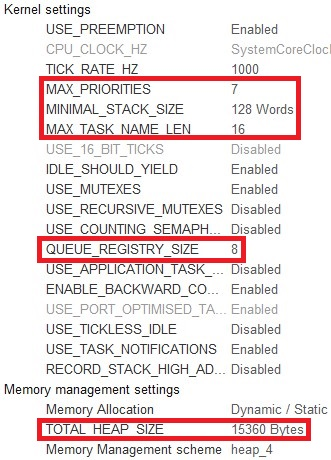 Kernel settings
USE_PREEMPTION Enabled
CPU_CLOCK_HZ SystemCoreClock
TICK_RATE_HZ 1000
MAX_PRIORITIES 7
MINIMAL_STACK_SIZE 128 Words
MAX_TASK_NAME_LEN 16
USE_16_BIT_TICKS Disabled
IDLE_SHOULD_YIELD Enabled
USE_MUTEXES Enabled
USE_RECURSIVE_MUTEXES Disabled
USE_COUNTING_SEMAPH... Disabled
QUEUE_REGISTRY_SIZE 8
USE_APPLICATION_TASK_... Disabled
ENABLE_BACKWARD_CO... Enabled
USE_PORT_OPTIMISED_TA... Enabled
USE_TICKLESS_IDLE Disabled
USE_TASK_NOTIFICATIONS Enabled
RECORD_STACK_HIGH_AD... Disabled
Memory management settings
Memory Allocation Dynamic / Static
TOTAL_HEAP_SIZE 15360 Bytes
Memory Management scheme heap_4